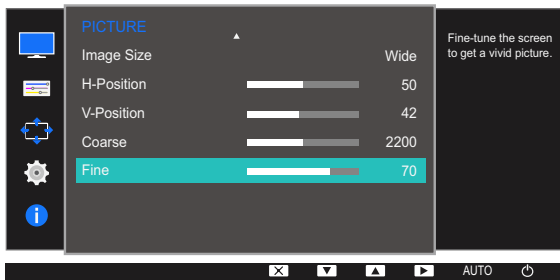 PICTURE
Image Size Wide
H-Position 50
V-Position 42
Coarse 2200
Fine 70
Fine-tune the screen
to get a vivid picture.
AUTO